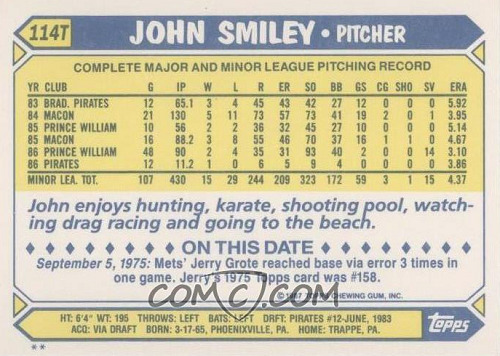 114T JOHN SMILEY • PITCHER
COMPLETE MAJOR AND MINOR LEAGUE PITCHING RECORD
YR CLUB G IP W L R ER SO BB GS CG SHO SV ERA
83 BRAD. PIRATES 12 65.1 3 4 45 43 42 27 12 0 0 0 5.92
84 MACON 21 130 5 11 73 57 73 41 19 2 0 1 3.95
85 PRINCE WILLIAM 10 56 2 2 36 32 45 27 10 0 0 0 5.14
85 MACON 16 88.2 3 8 55 46 70 37 16 1 1 0 4.67
86 PRINCE WILLIAM 48 90 2 4 35 31 93 40 2 0 0 14 3.10
86 PIRATES 12 11.2 1 0 6 5 9 4 0 0 0 0 3.86
MINOR LEA. TOT. 107 430 15 29 244 209 323 172 59 3 1 15 4.37
John enjoys hunting, karate, shooting pool, watch-
ing drag racing and going to the beach.
ON THIS DATE
September 5, 1975: Mets' Jerry Grote reached base via error 3 times
in one game. Jerry's 1975 Topps card was #158.
COMC.COM
©1987 TOPPS CHEWING GUM, INC.
HT: 6'4" WT: 195 THROWS: LEFT BATS: LEFT DRFT: PIRATES #12-JUNE, 1983
ACQ: VIA DRAFT BORN: 3-17-65, PHOENIXVILLE, PA. HOME: TRAPPE, PA.
Topps
**